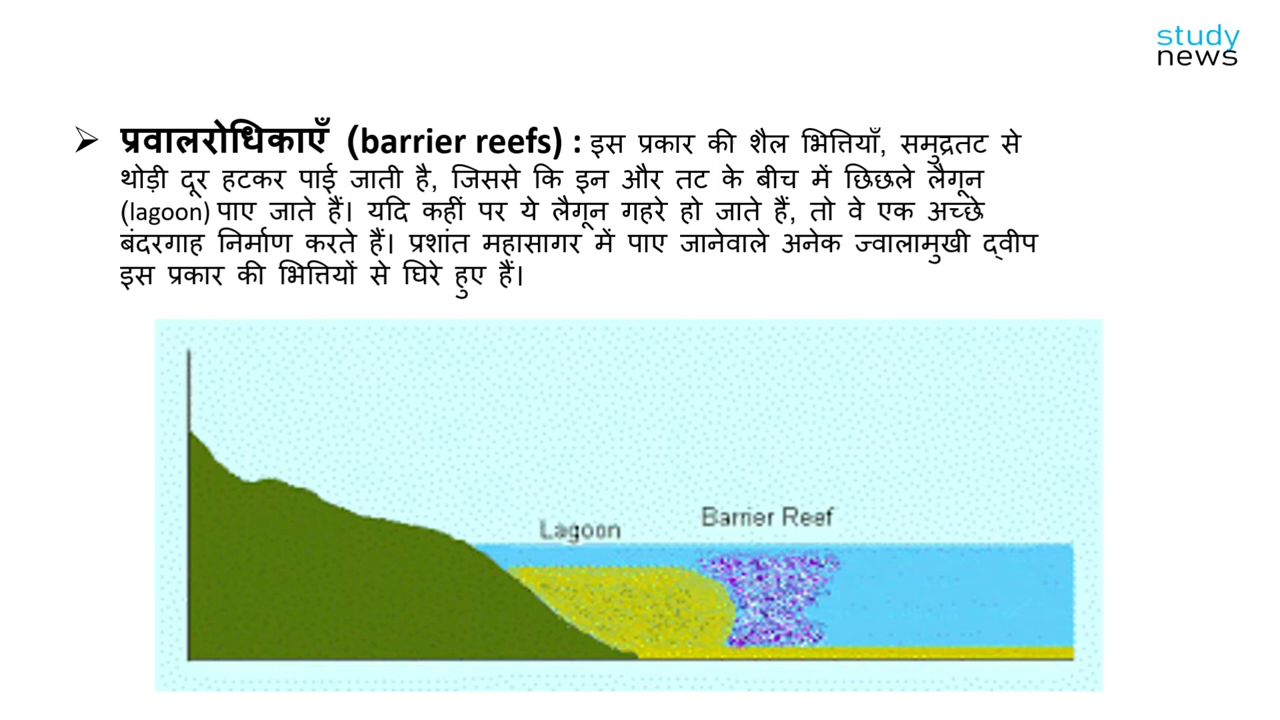 study
news
➢ प्रवालरोधिकाएँ (barrier reefs) : इस प्रकार की शैल भित्तियाँ, समुद्रतट से
थोड़ी दूर हटकर पाई जाती है, जिससे कि इन और तट के बीच में छिछले लैगून
(lagoon) पाए जाते हैं। यदि कहीं पर ये लैगून गहरे हो जाते हैं, तो वे एक अच्छे
बंदरगाह निर्माण करते हैं। प्रशांत महासागर में पाए जानेवाले अनेक ज्वालामुखी द्वीप
इस प्रकार की भित्तियों से घिरे हुए हैं।
Barrier Reef
Lagoon